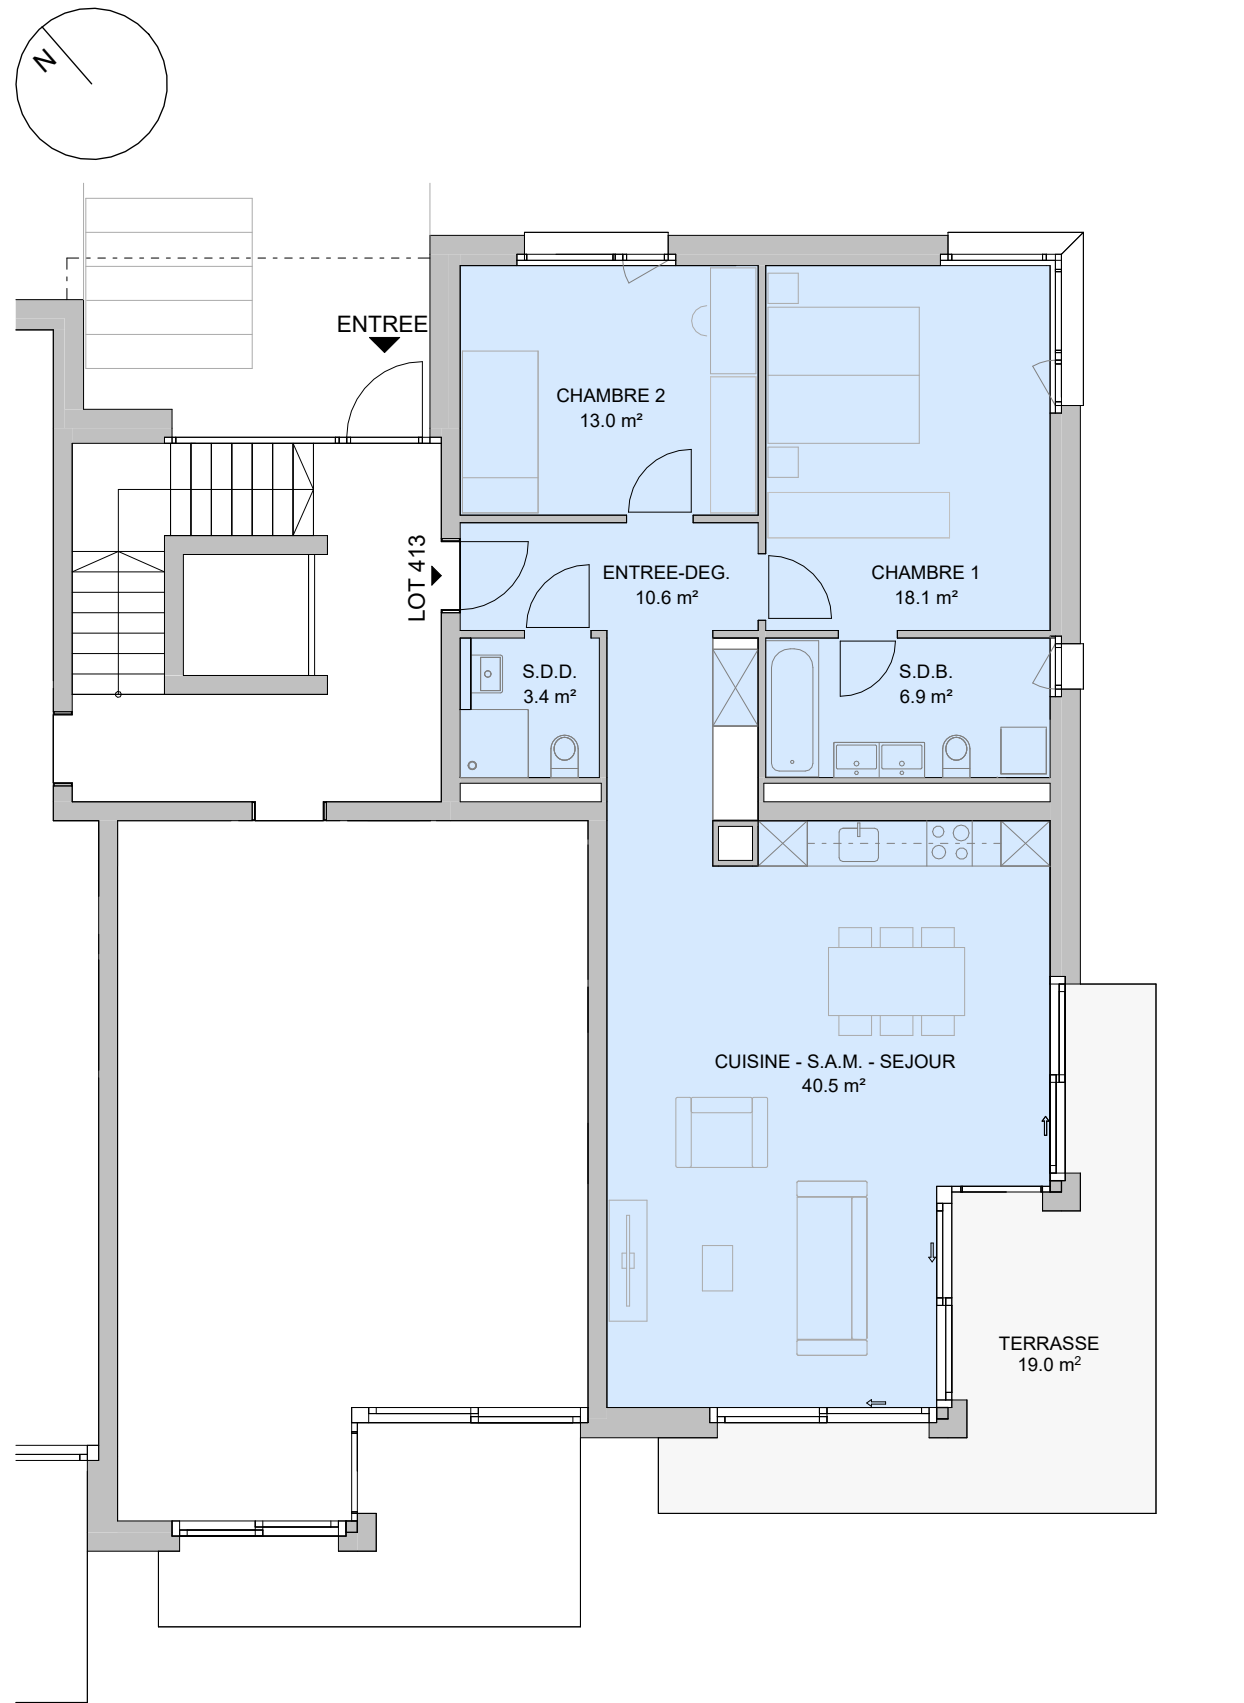 N
ENTREE
CHAMBRE 2
13.0 m²
LOT 413
ENTREE-DEG.
10.6 m²
CHAMBRE 1
18.1 m²
S.D.D.
3.4 m²
S.D.B.
6.9 m²
CUISINE - S.A.M. - SEJOUR
40.5 m²
TERRASSE
19.0 m²